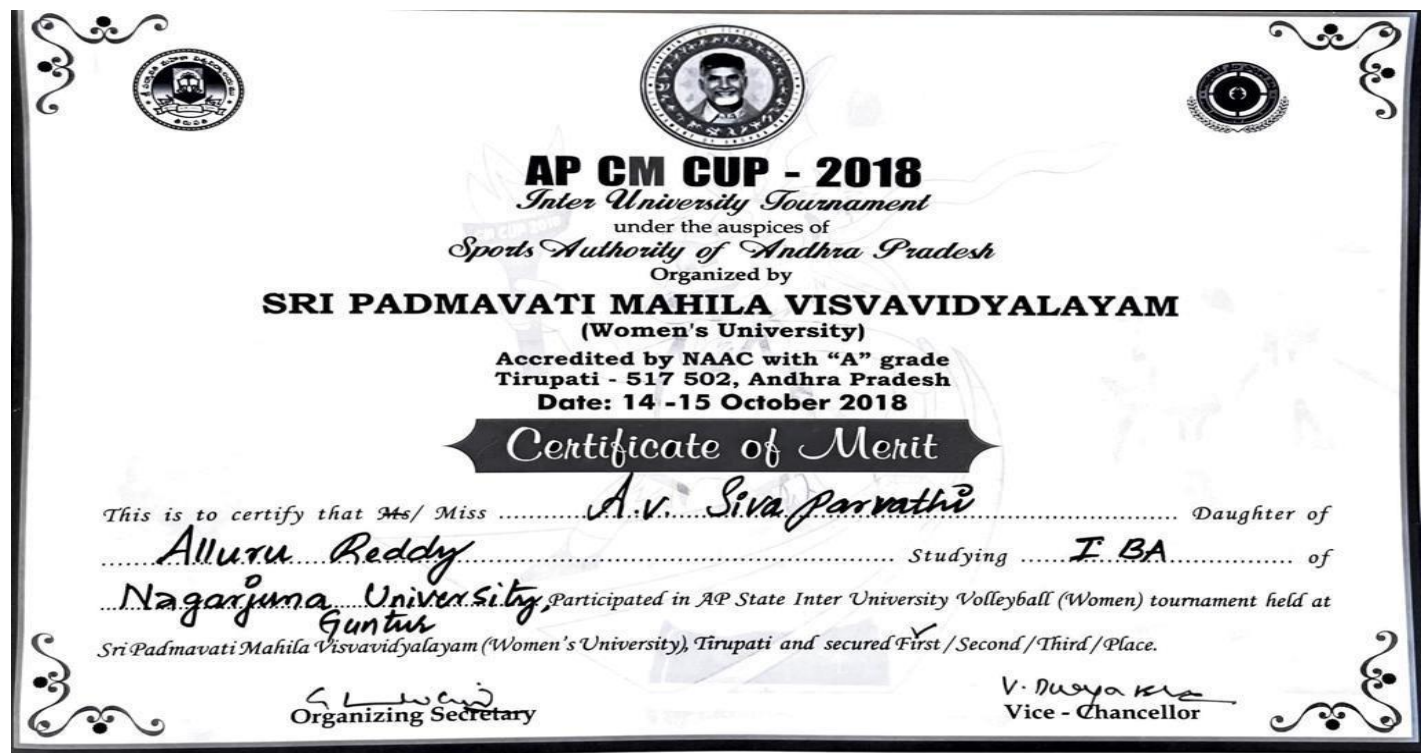 AP CM CUP - 2018
Inter University Tournament
under the auspices of
Sports Authority of Andhra Pradesh
Organized by
SRI PADMAVATI MAHILA VISVAVIDYALAYAM
(Women's University)
Accredited by NAAC with “A” grade
Tirupati - 517 502, Andhra Pradesh
Date: 14 -15 October 2018
Certificate of Merit
This is to certify that Ms/ Miss A.V. Siva Parvathi Daughter of
Alluru Reddy Studying I BA of
Nagarjuna University, Participated in AP State Inter University Volleyball (Women) tournament held at
Guntur
Sri Padmavati Mahila Visvavidyalayam (Women's University), Tirupati and secured First / Second / Third / Place.
Organizing Secretary
Vice - Chancellor
CM CUP 2018